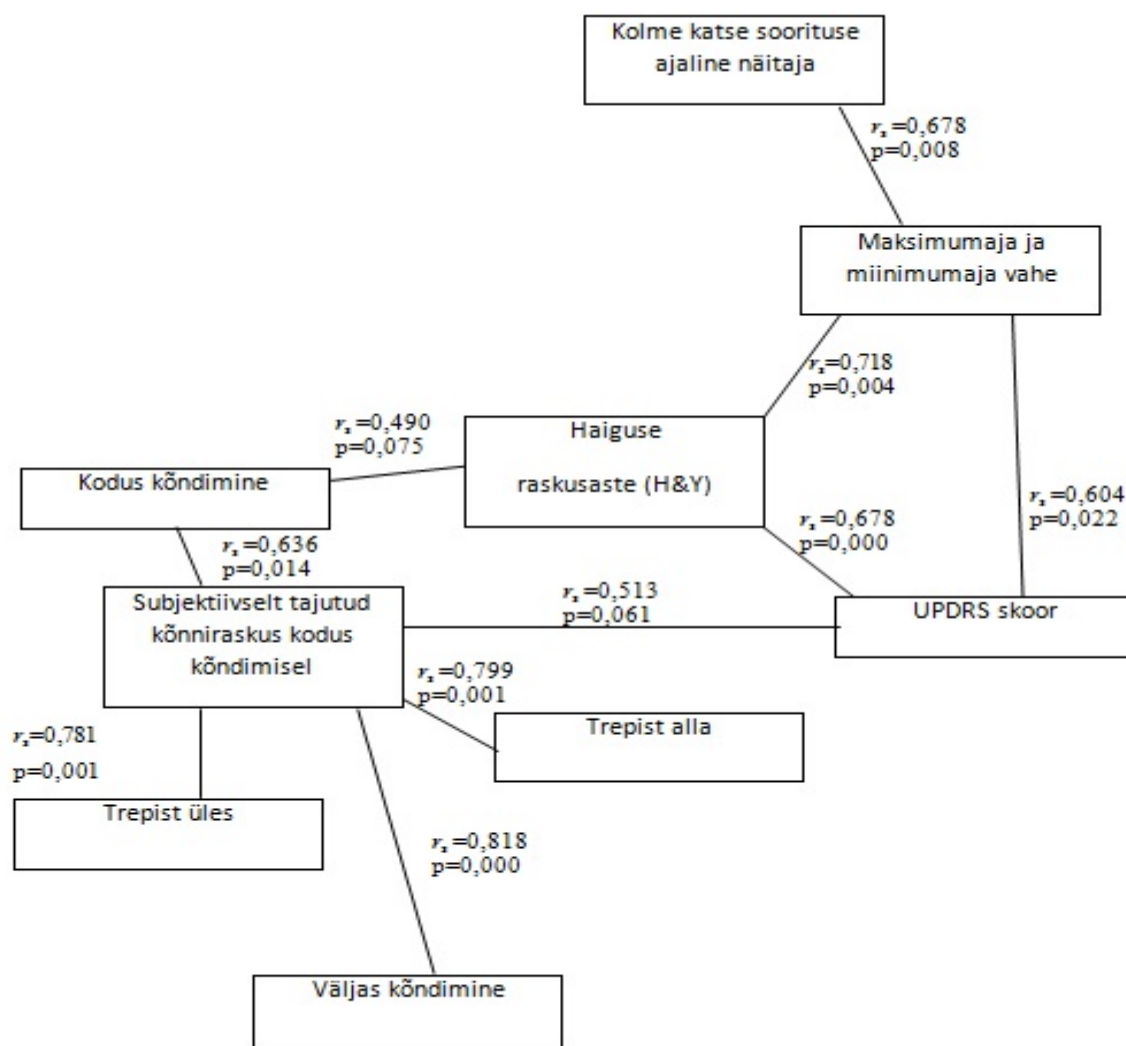 Kolme katse soorituse
ajaline näitaja
rₛ=0,678
p=0,008
Maksimumaja ja
miinimumaja vahe
rₛ=0,718
p=0,004
rₛ=0,490
p=0,075
Haiguse
raskusaste (H&Y)
Kodus kõndimine
rₛ=0,604
p=0,022
rₛ=0,678
p=0,000
rₛ=0,636
p=0,014
Subjektiivselt tajutud
kõnniraskus kodus
kõndimisel
rₛ=0,513
p=0,061
UPDRS skoor
rₛ=0,799
p=0,001
Trepist alla
rₛ=0,781
p=0,001
Trepist üles
rₛ=0,818
p=0,000
Väljas kõndimine